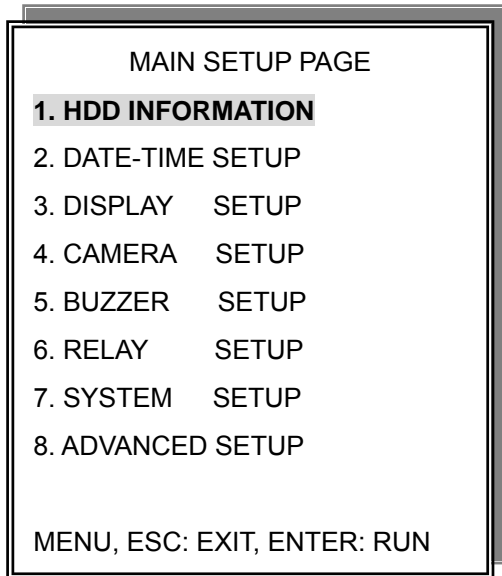 MAIN SETUP PAGE
1. HDD INFORMATION
2. DATE-TIME SETUP
3. DISPLAY SETUP
4. CAMERA SETUP
5. BUZZER SETUP
6. RELAY SETUP
7. SYSTEM SETUP
8. ADVANCED SETUP
MENU, ESC: EXIT, ENTER: RUN